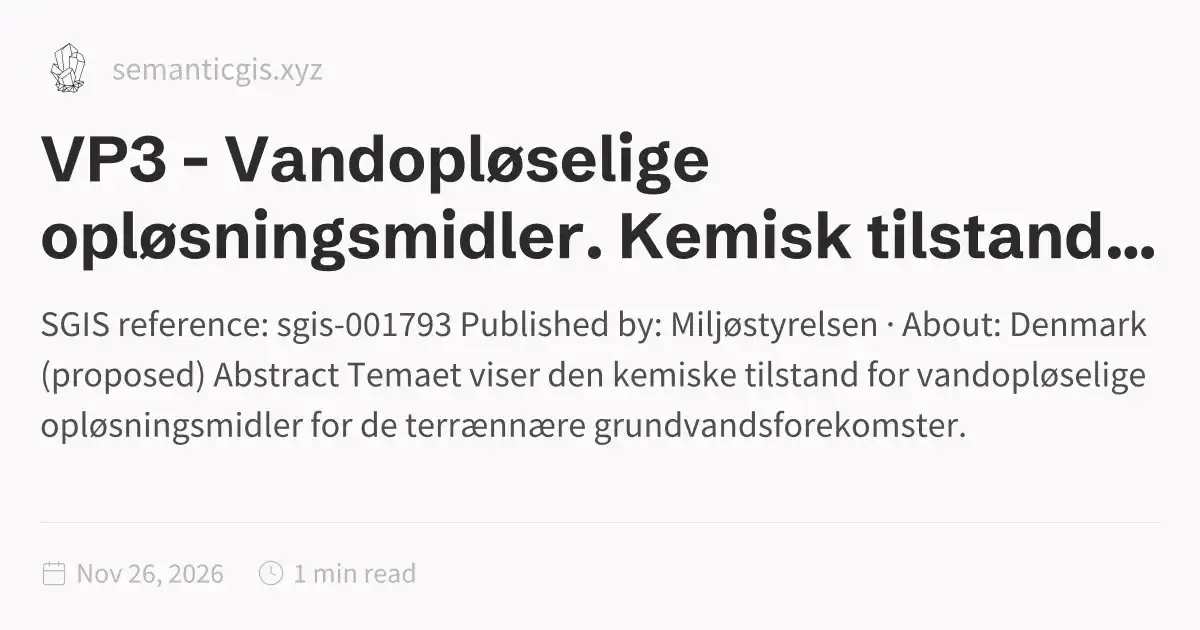 semanticgis.xyz
VP3 - Vandopløselige
opløsningsmidler. Kemisk tilstand...
SGIS reference: sgis-001793 Published by: Miljøstyrelsen · About: Denmark
(proposed) Abstract Temaet viser den kemiske tilstand for vandopløselige
opløsningsmidler for de terrænnære grundvandsforekomster.
Nov 26, 2026 1 min read